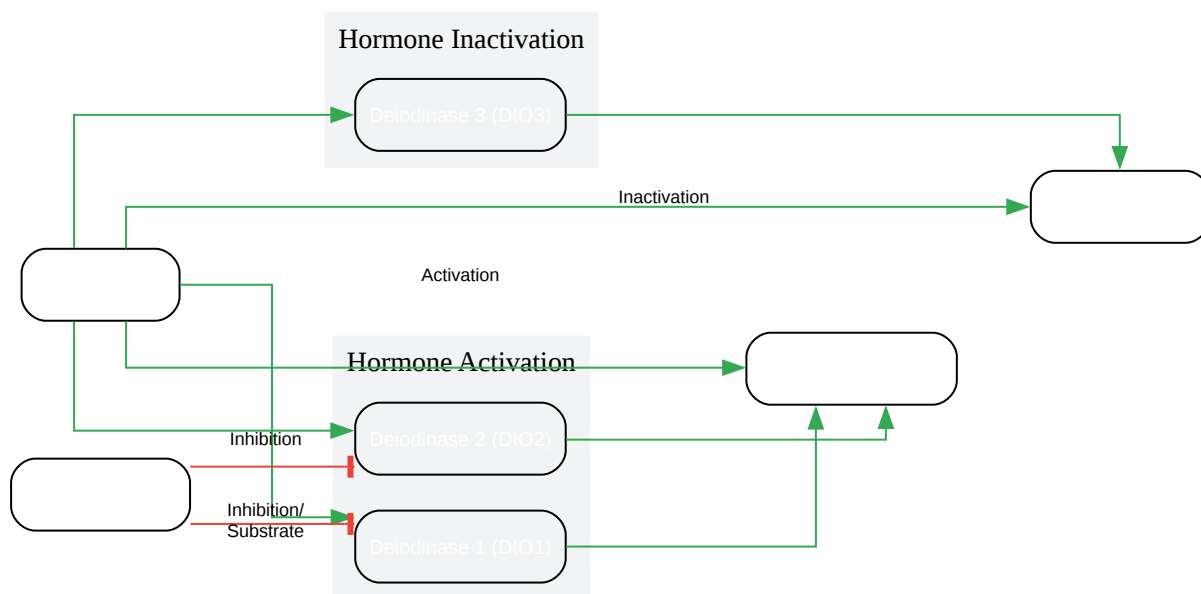 Hormone Inactivation
Deiodinase 3 (DIO3)
Inactivation
Activation
Hormone Activation
Deiodinase 2 (DIO2)
Inhibition
Inhibition/
Substrate
Deiodinase 1 (DIO1)